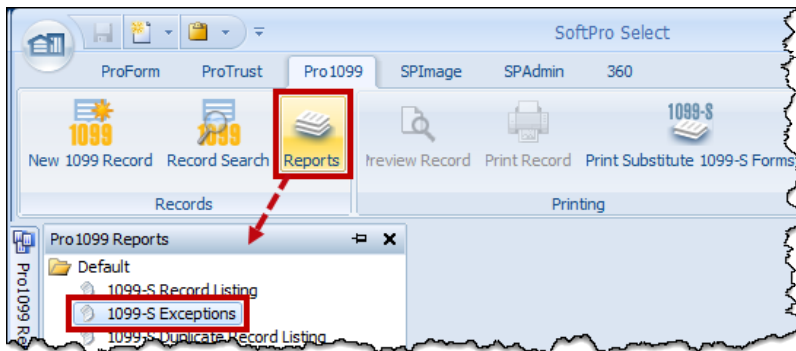 SoftPro Select
ProForm ProTrust Pro1099 SPImage SPAdmin 360
1099 1099 1099-S
New 1099 Record Record Search Reports Preview Record Print Record Print Substitute 1099-S Forms
Records Printing
Pro1099 Reports
Default
1099-S Record Listing
1099-S Exceptions
1099-S Duplicate Record Listing
Pro1099 Re